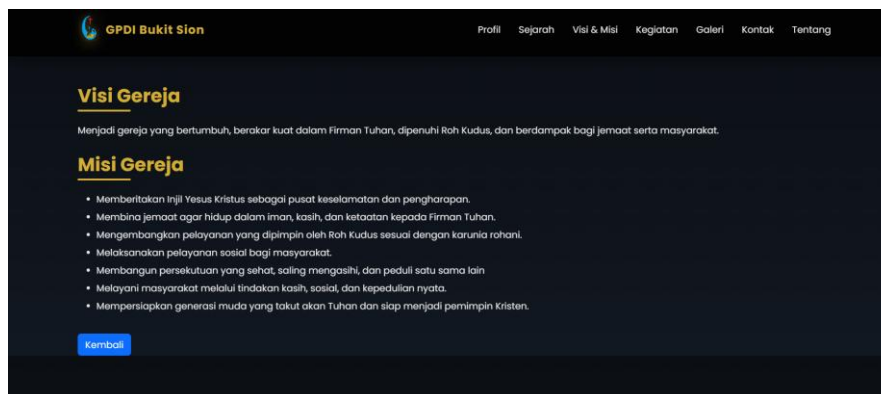 GPDI Bukit Sion
Profil Sejarah Visi & Misi Kegiatan Galeri Kontak Tentang
Visi Gereja
Menjadi gereja yang bertumbuh, berakar kuat dalam Firman Tuhan, dipenuhi Roh Kudus, dan berdampak bagi jemaat serta masyarakat.
Misi Gereja
• Memberitakan Injil Yesus Kristus sebagai pusat keselamatan dan pengharapan.
• Membina jemaat agar hidup dalam iman, kasih, dan ketaatan kepada Firman Tuhan.
• Mengembangkan pelayanan yang dipimpin oleh Roh Kudus sesuai dengan karunia rohani.
• Melaksanakan pelayanan sosial bagi masyarakat.
• Membangun persekutuan yang sehat, saling mengasihi, dan peduli satu sama lain
• Melayani masyarakat melalui tindakan kasih, sosial, dan kepedulian nyata.
• Mempersiapkan generasi muda yang takut akan Tuhan dan siap menjadi pemimpin Kristen.
Kembali